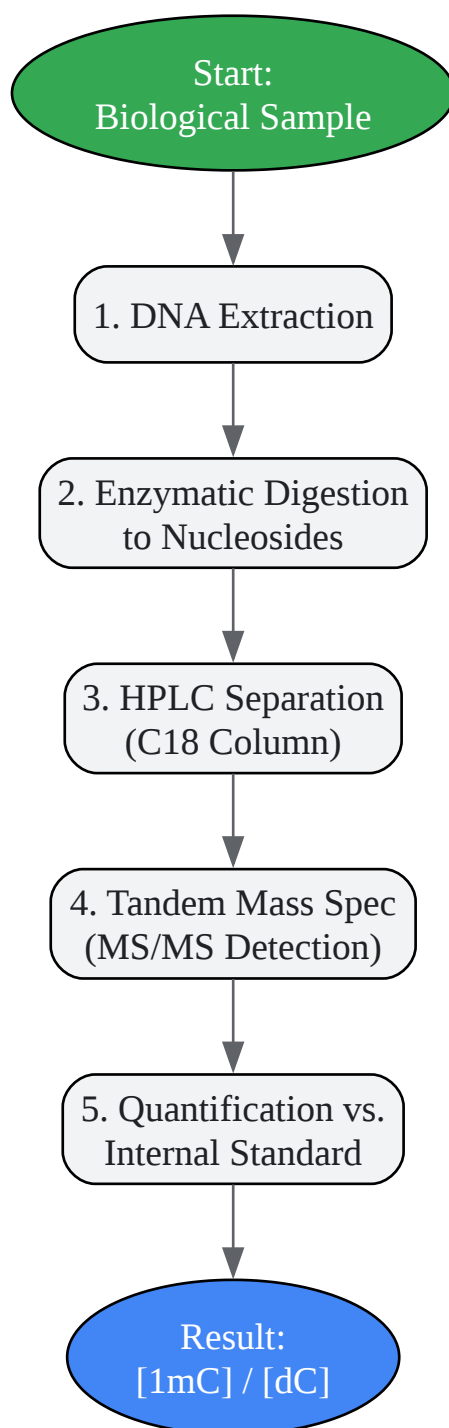 Start:
Biological Sample
1. DNA Extraction
2. Enzymatic Digestion
to Nucleosides
3. HPLC Separation
(C18 Column)
4. Tandem Mass Spec
(MS/MS Detection)
5. Quantification vs.
Internal Standard
Result:
[1mC] / [dC]